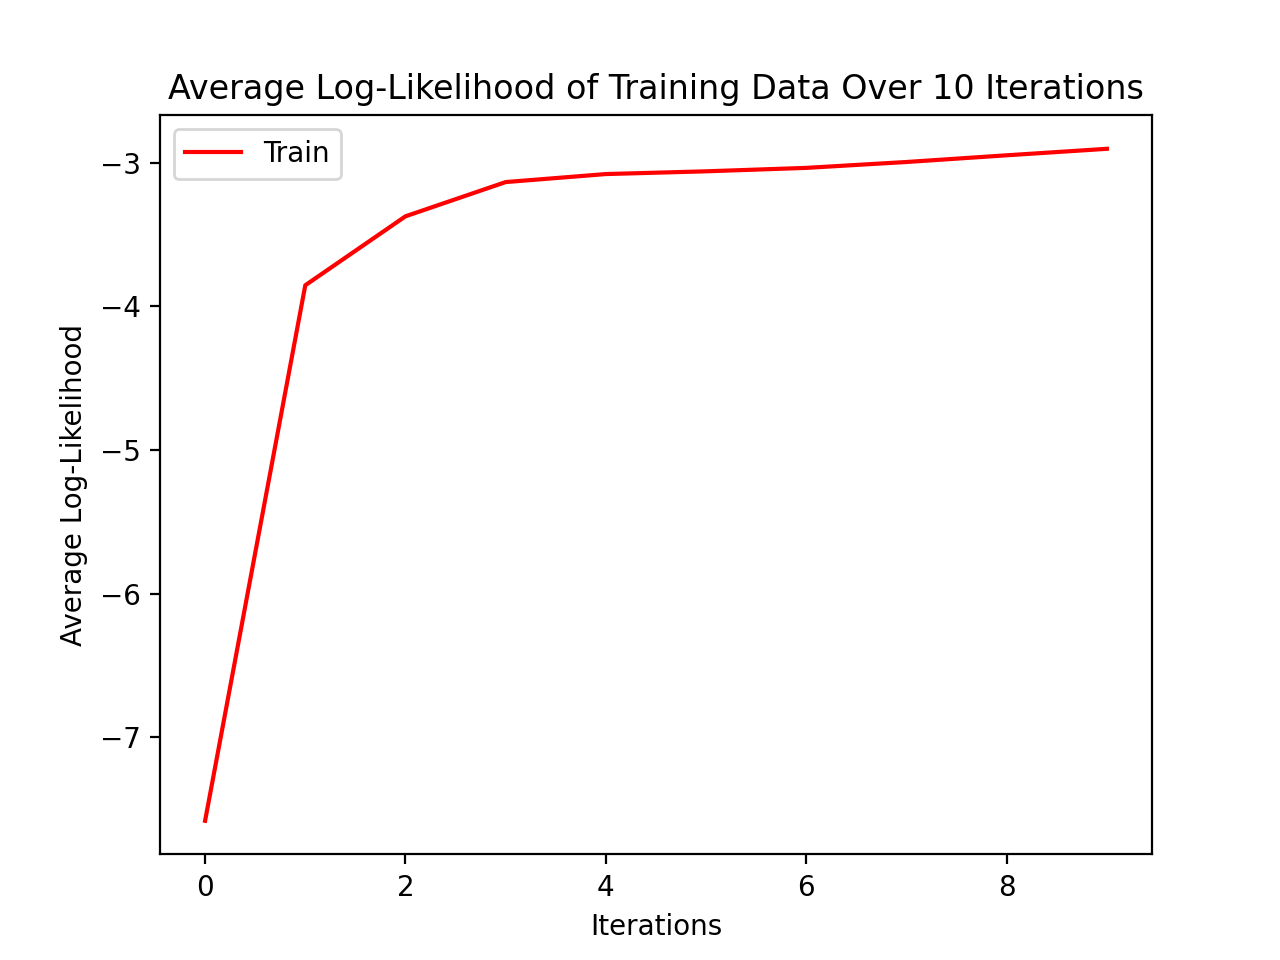 Average Log-Likelihood of Training Data Over 10 Iterations
Train
−3
−4
−5
−6
−7
Average Log-Likelihood
0 2 4 6 8
Iterations